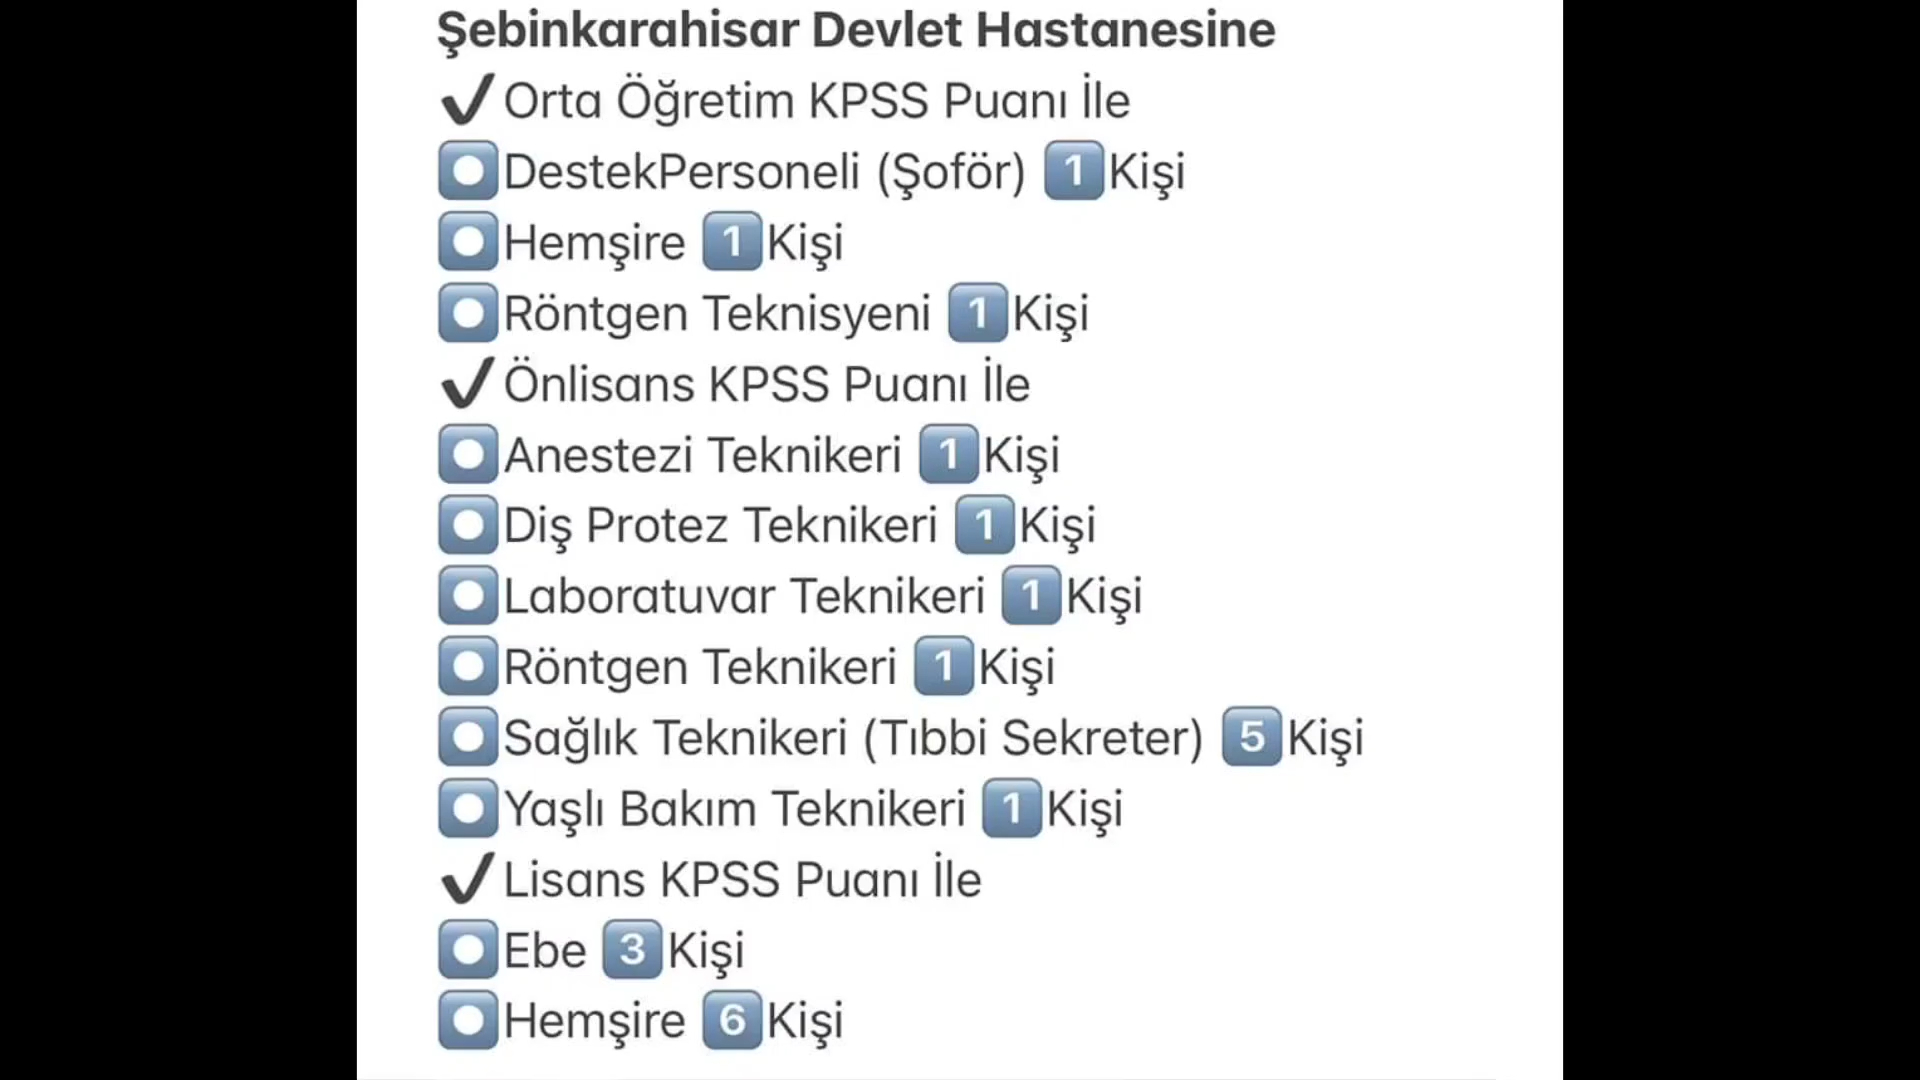 Şebinkarahisar Devlet Hastanesine
✔Orta Öğretim KPSS Puanı İle
⏺DestekPersoneli (Şoför) 1️⃣Kişi
⏺Hemşire 1️⃣Kişi
⏺Röntgen Teknisyeni 1️⃣Kişi
✔Önlisans KPSS Puanı İle
⏺Anestezi Teknikeri 1️⃣Kişi
⏺Diş Protez Teknikeri 1️⃣Kişi
⏺Laboratuvar Teknikeri 1️⃣Kişi
⏺Röntgen Teknikeri 1️⃣Kişi
⏺Sağlık Teknikeri (Tıbbi Sekreter) 5️⃣Kişi
⏺Yaşlı Bakım Teknikeri 1️⃣Kişi
✔Lisans KPSS Puanı İle
⏺Ebe 3️⃣Kişi
⏺Hemşire 6️⃣Kişi